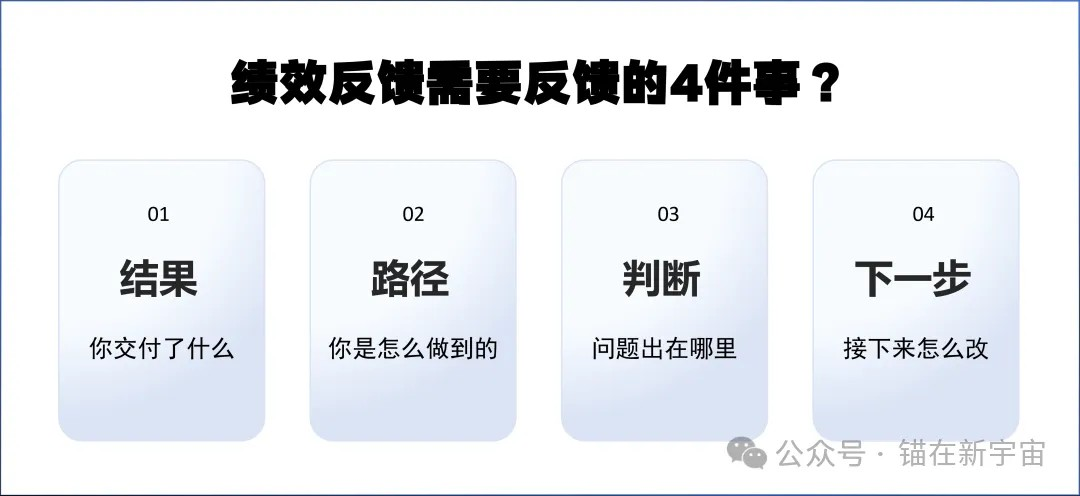 绩效反馈需要反馈的4件事？
01
结果
你交付了什么
02
路径
你是怎么做到的
03
判断
问题出在哪里
04
下一步
接下来怎么改
公众号 · 锚在新宇宙